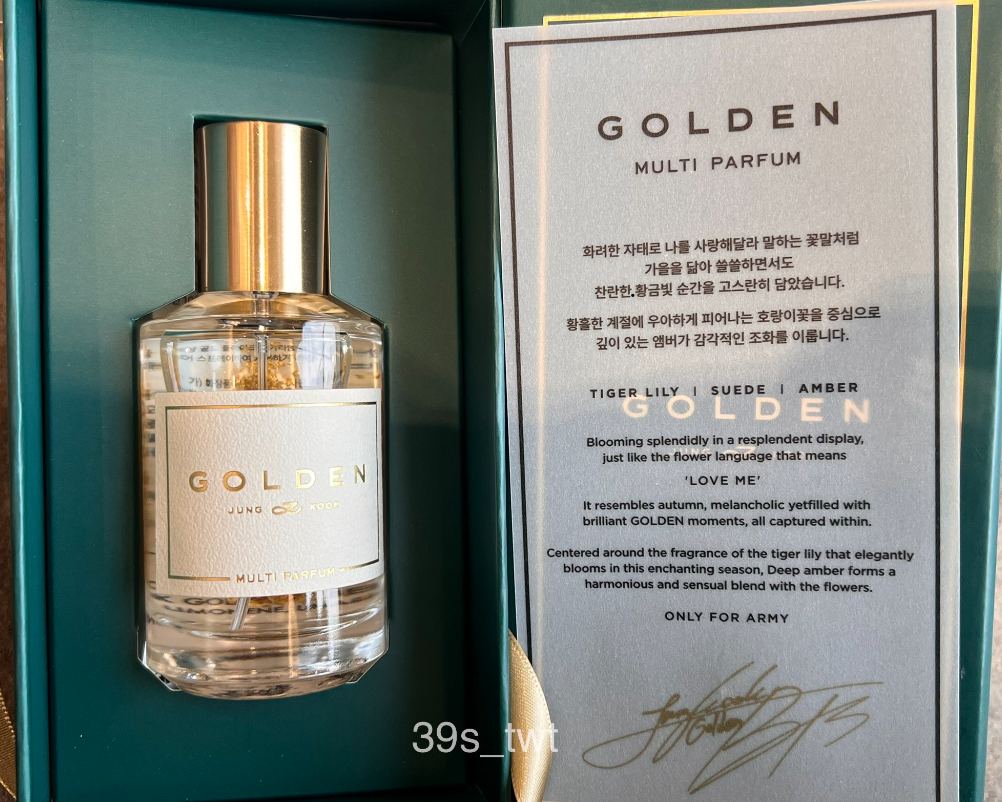 GOLDEN
JUNG KOOK
MULTI PARFUM
GOLDEN
MULTI PARFUM
화려한 자태로 나를 사랑해달라 말하는 꽃말처럼
가을을 닮아 쓸쓸하면서도
찬란한 황금빛 순간을 고스란히 담았습니다.
황홀한 계절에 우아하게 피어나는 호랑이꽃을 중심으로
깊이 있는 앰버가 감각적인 조화를 이룹니다.
TIGER LILY | SUEDE | AMBER
GOLDEN
Blooming splendidly in a resplendent display,
just like the flower language that means
'LOVE ME'
It resembles autumn, melancholic yetfilled with
brilliant GOLDEN moments, all captured within.
Centered around the fragrance of the tiger lily that elegantly
blooms in this enchanting season, Deep amber forms a
harmonious and sensual blend with the flowers.
ONLY FOR ARMY
Golden
39s_twt